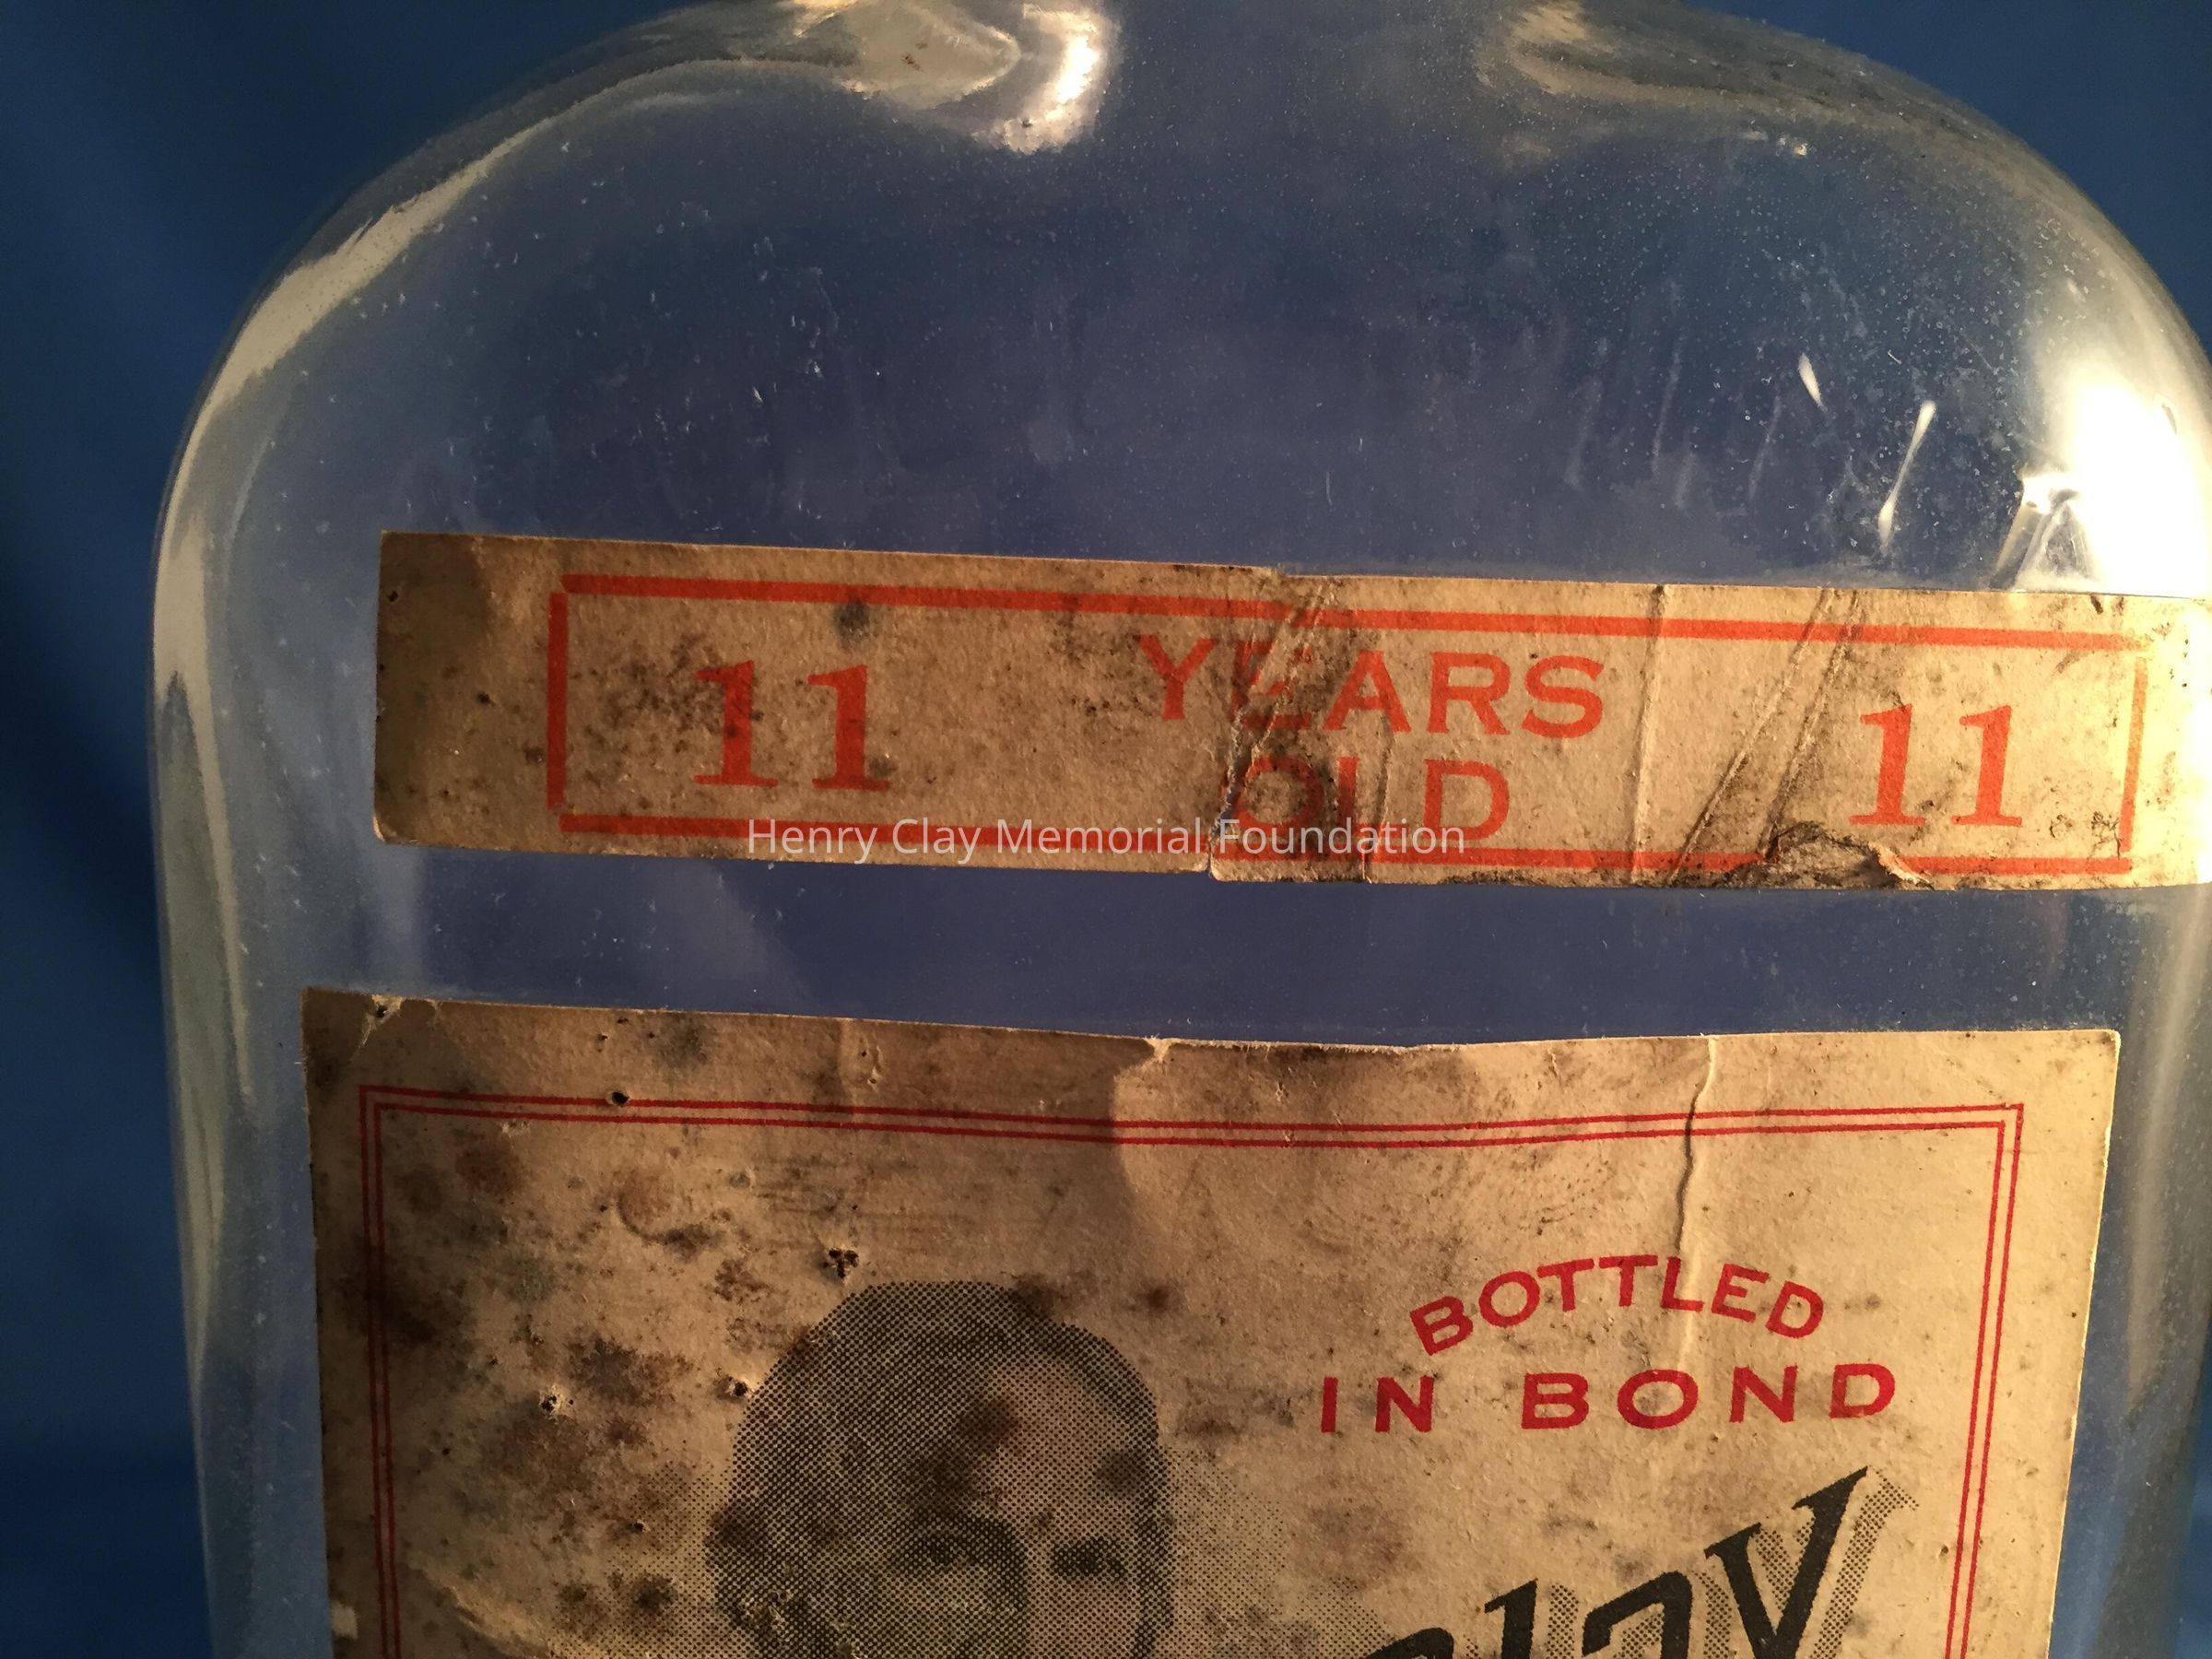 11 YEARS 11
OLD
Henry Clay Memorial Foundation
BOTTLED
IN BOND